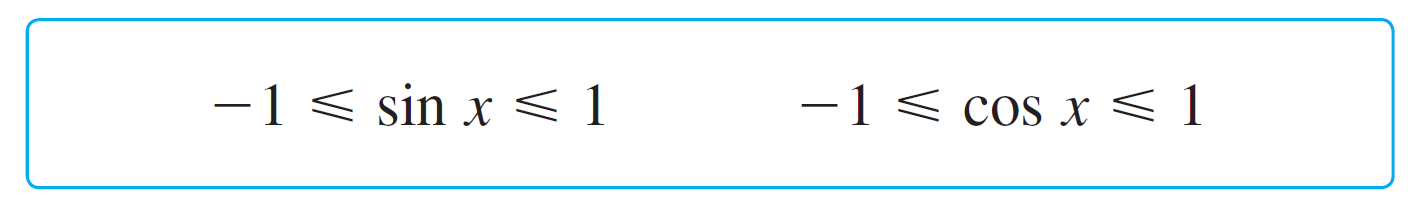 −1 ⩽ sin x ⩽ 1 −1 ⩽ cos x ⩽ 1